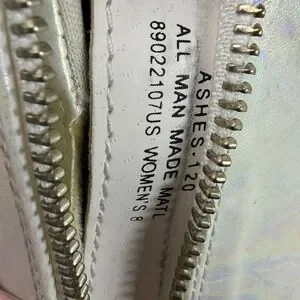 ASHES-120
ALL MAN MADE MATL
89022107US WOMEN'S 8